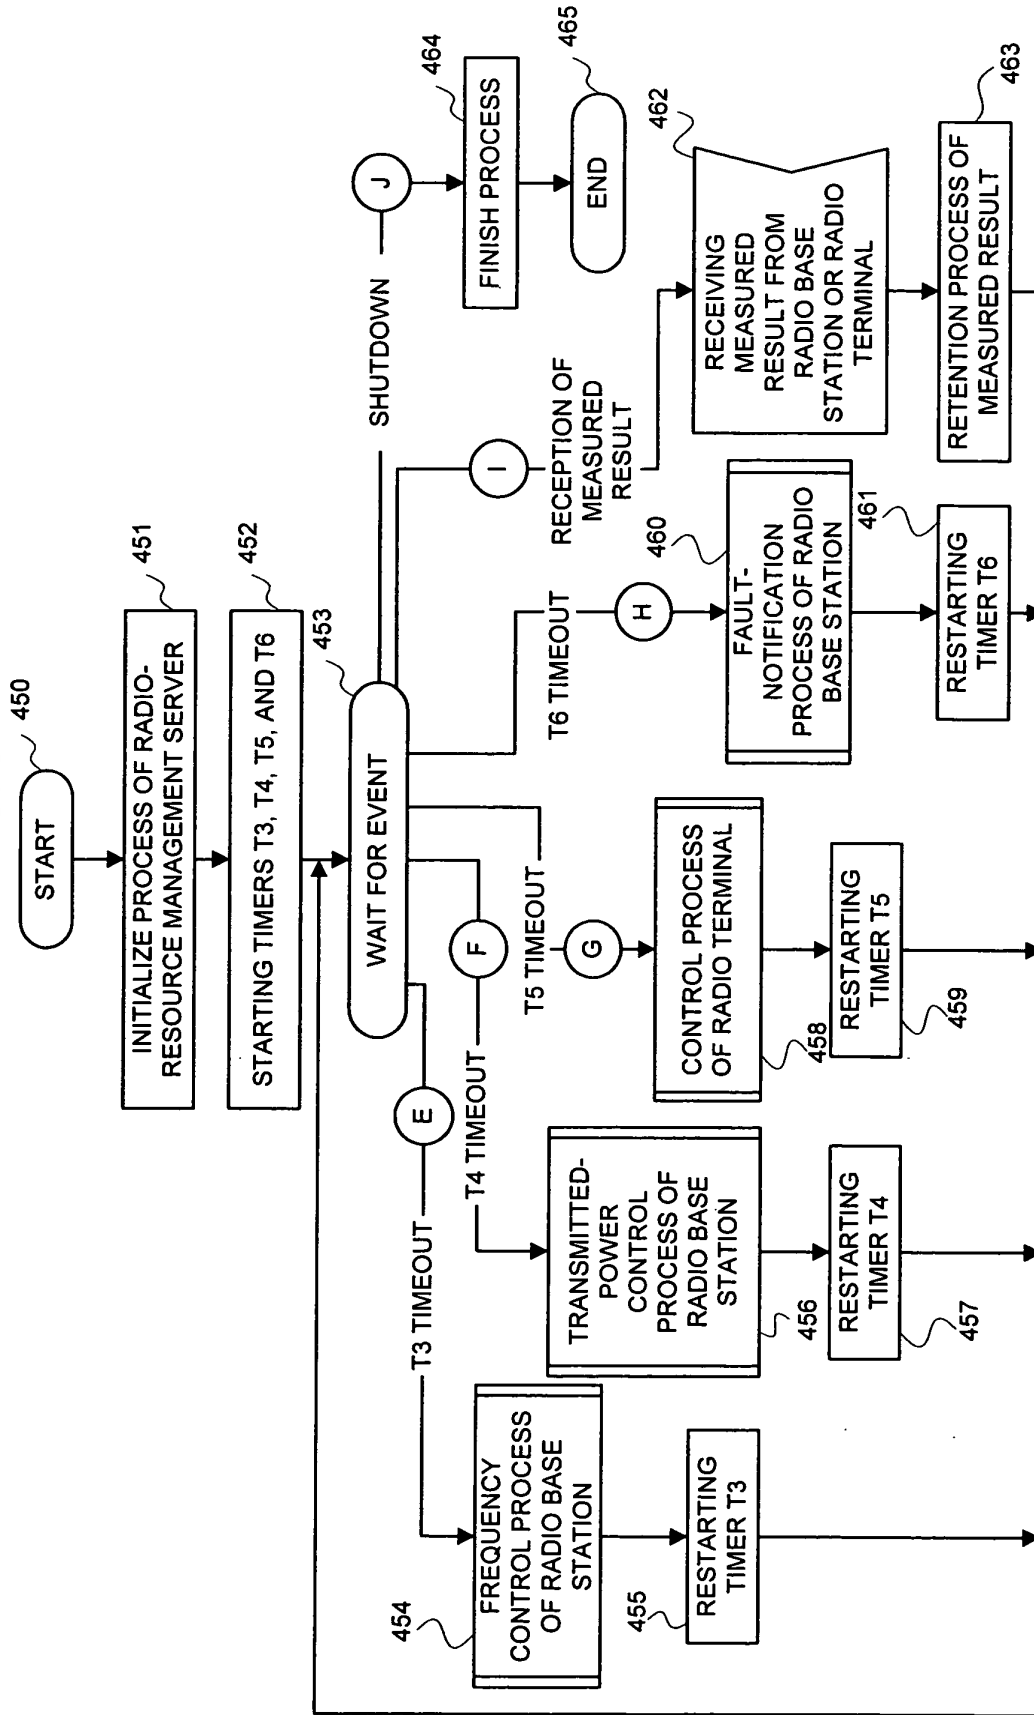 START
450
INITIALIZE PROCESS OF RADIO-
RESOURCE MANAGEMENT SERVER
451
STARTING TIMERS T3, T4, T5, AND T6
452
WAIT FOR EVENT
453
E
T3 TIMEOUT
FREQUENCY
CONTROL PROCESS
OF RADIO BASE
STATION
454
RESTARTING
TIMER T3
455
F
T4 TIMEOUT
TRANSMITTED-
POWER
CONTROL
PROCESS OF
RADIO BASE
STATION
456
RESTARTING
TIMER T4
457
T5 TIMEOUT
G
CONTROL PROCESS
OF RADIO TERMINAL
458
RESTARTING
TIMER T5
459
T6 TIMEOUT
H
FAULT-
NOTIFICATION
PROCESS OF RADIO
BASE STATION
460
RESTARTING
TIMER T6
461
I
RECEPTION OF
MEASURED
RESULT
RECEIVING
MEASURED
RESULT FROM
RADIO BASE
STATION OR RADIO
TERMINAL
462
RETENTION PROCESS OF
MEASURED RESULT
463
SHUTDOWN
J
FINISH PROCESS
464
END
465